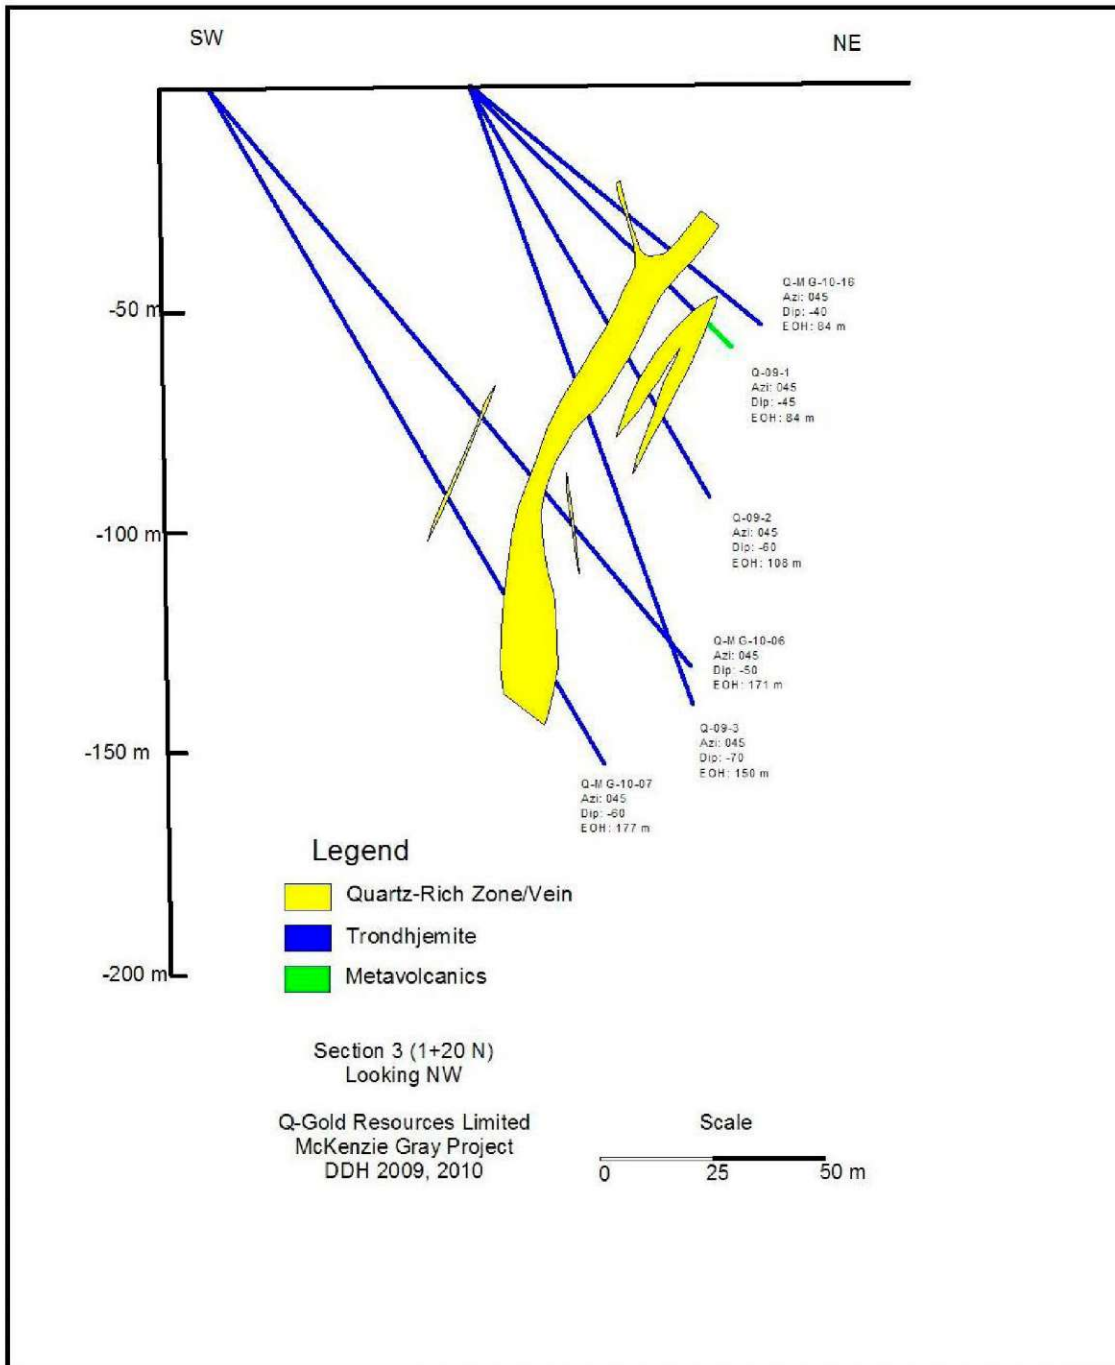 SW
NE
-50 m
-100 m
-150 m
-200 m
Q-MG-10-16
Azi: 045
Dip: -40
EOH: 84 m
Q-09-1
Azi: 045
Dip: -45
EOH: 84 m
Q-09-2
Azi: 045
Dip: -60
EOH: 108 m
Q-MG-10-06
Azi: 045
Dip: -50
EOH: 171 m
Q-09-3
Azi: 045
Dip: -70
EOH: 150 m
Q-MG-10-07
Azi: 045
Dip: -60
EOH: 177 m
Legend
Quartz-Rich Zone/Vein
Trondhjemite
Metavolcanics
Section 3 (1+20 N)
Looking NW
Q-Gold Resources Limited
McKenzie Gray Project
DDH 2009, 2010
Scale
0 25 50 m